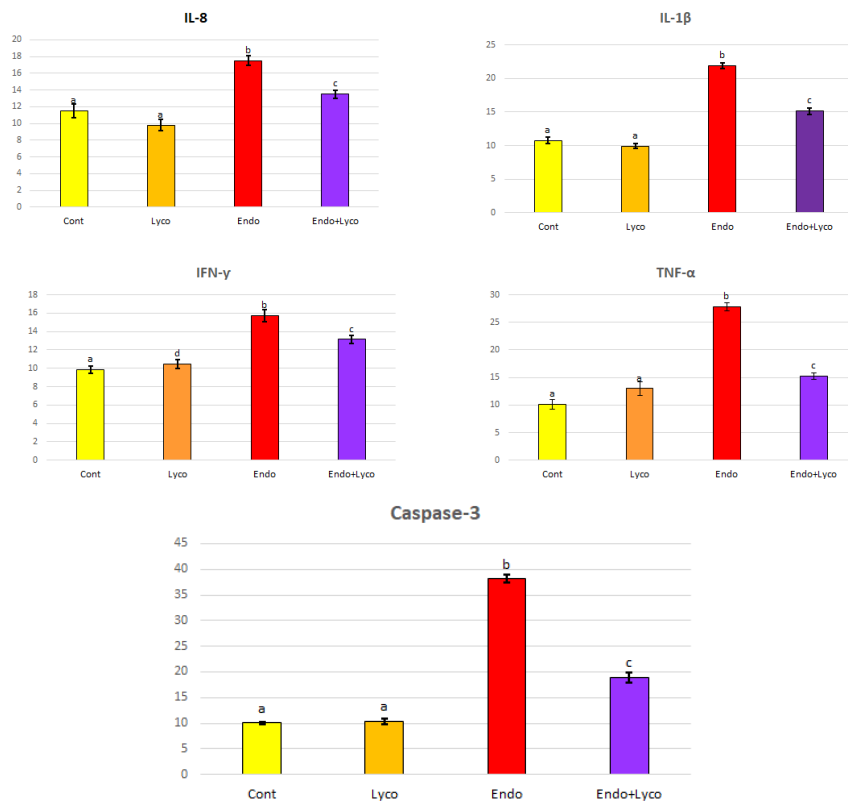 IL-8
20
18
16
14
12
10
8
6
4
2
0
a
a
b
c
Cont Lyco Endo Endo+Lyco
IL-1β
25
20
15
10
5
0
a
a
b
c
Cont Lyco Endo Endo+Lyco
IFN-γ
18
16
14
12
10
8
6
4
2
0
a
d
b
c
Cont Lyco Endo Endo+Lyco
TNF-α
30
25
20
15
10
5
0
a
a
b
c
Cont Lyco Endo Endo+Lyco
Caspase-3
45
40
35
30
25
20
15
10
5
0
a
a
b
c
Cont Lyco Endo Endo+Lyco